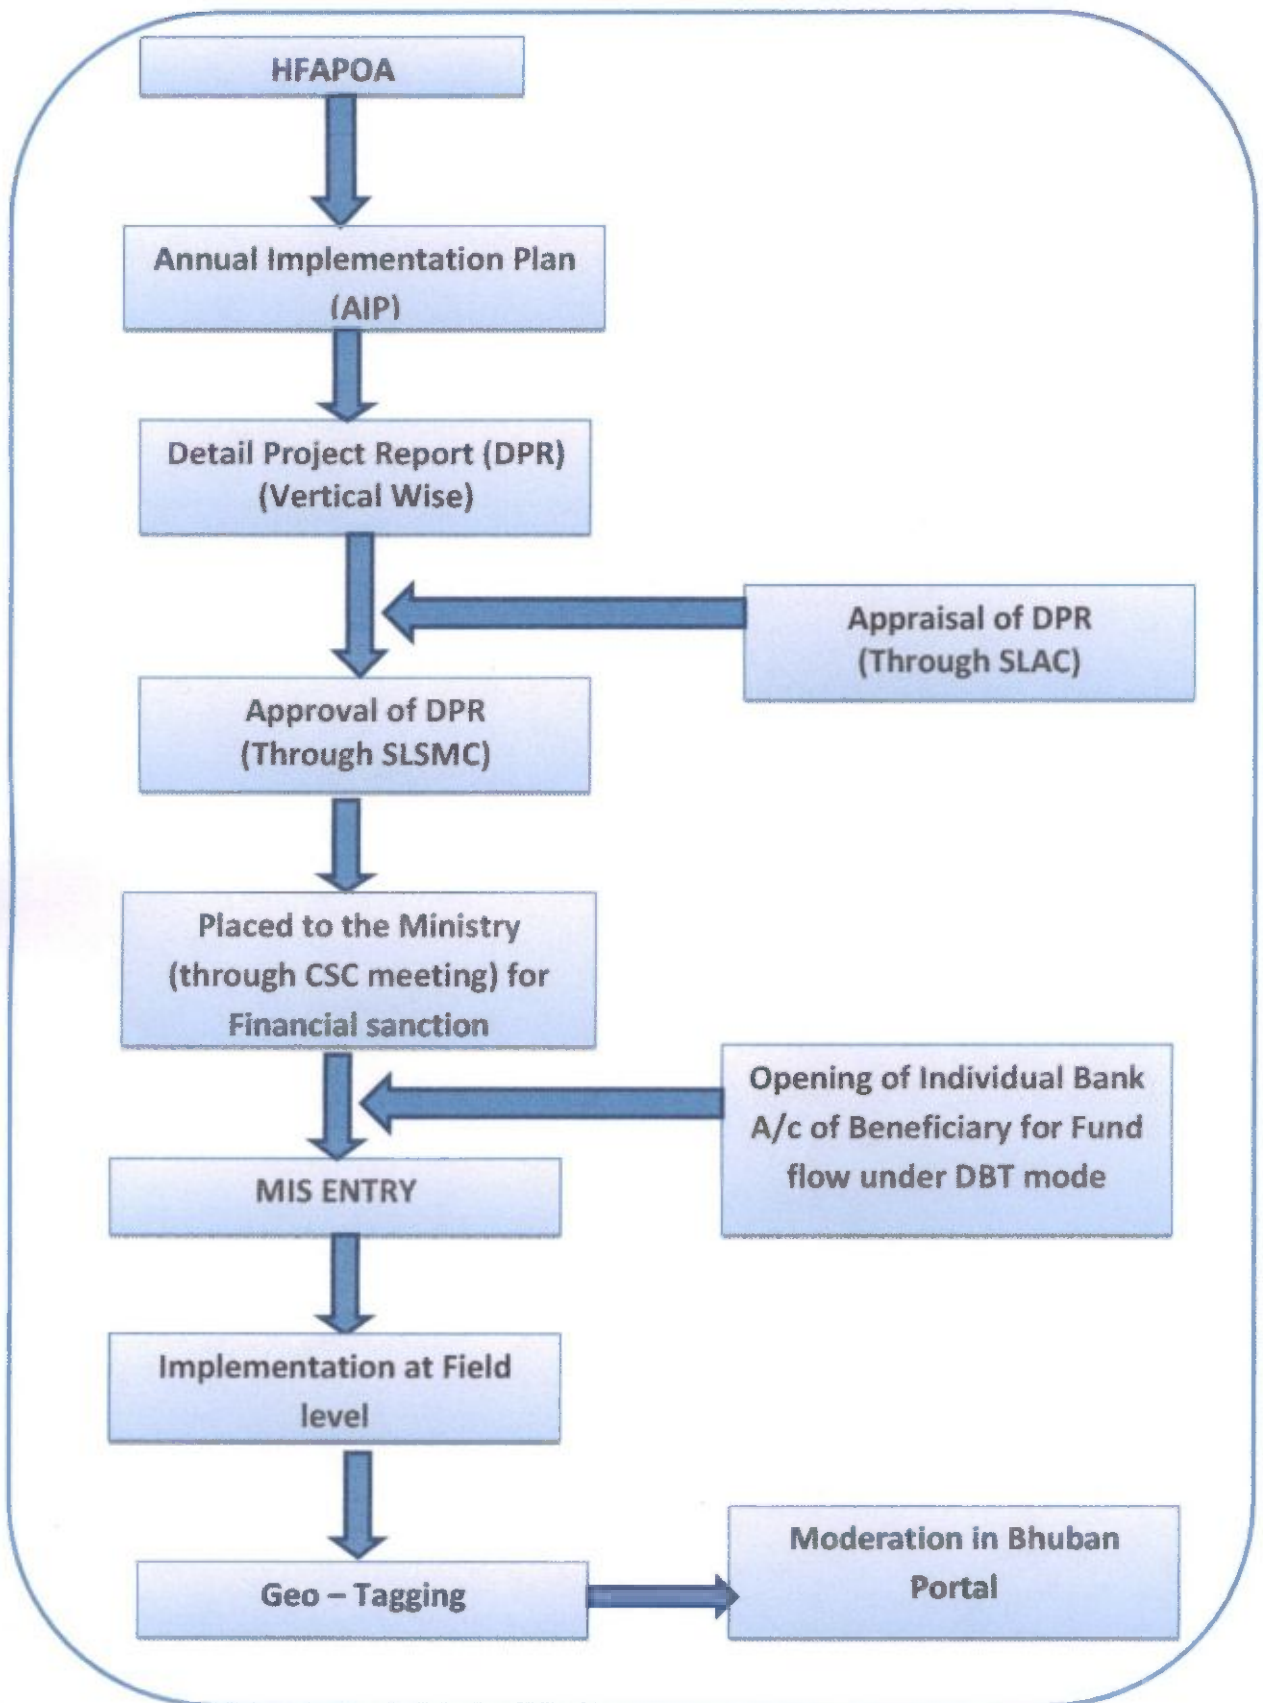 HFAPOA
Annual Implementation Plan
(AIP)
Detail Project Report (DPR)
(Vertical Wise)
Appraisal of DPR
(Through SLAC)
Approval of DPR
(Through SLSMC)
Placed to the Ministry
(through CSC meeting) for
Financial sanction
Opening of Individual Bank
A/c of Beneficiary for Fund
flow under DBT mode
MIS ENTRY
Implementation at Field
level
Geo – Tagging
Moderation in Bhuban
Portal